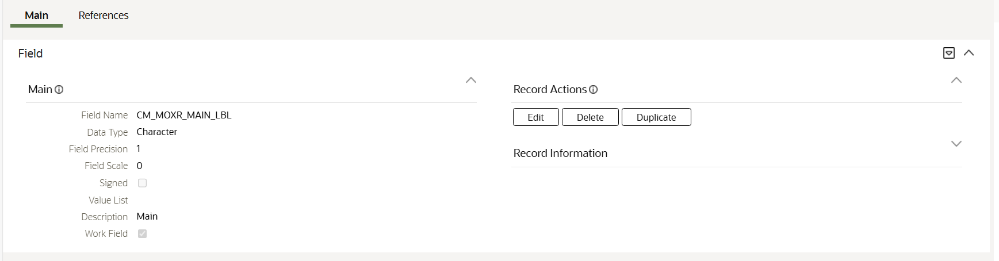 Main References
Field
Main
Field Name CM_MOXR_MAIN_LBL
Data Type Character
Field Precision 1
Field Scale 0
Signed
Value List
Description Main
Work Field
Record Actions
Edit Delete Duplicate
Record Information